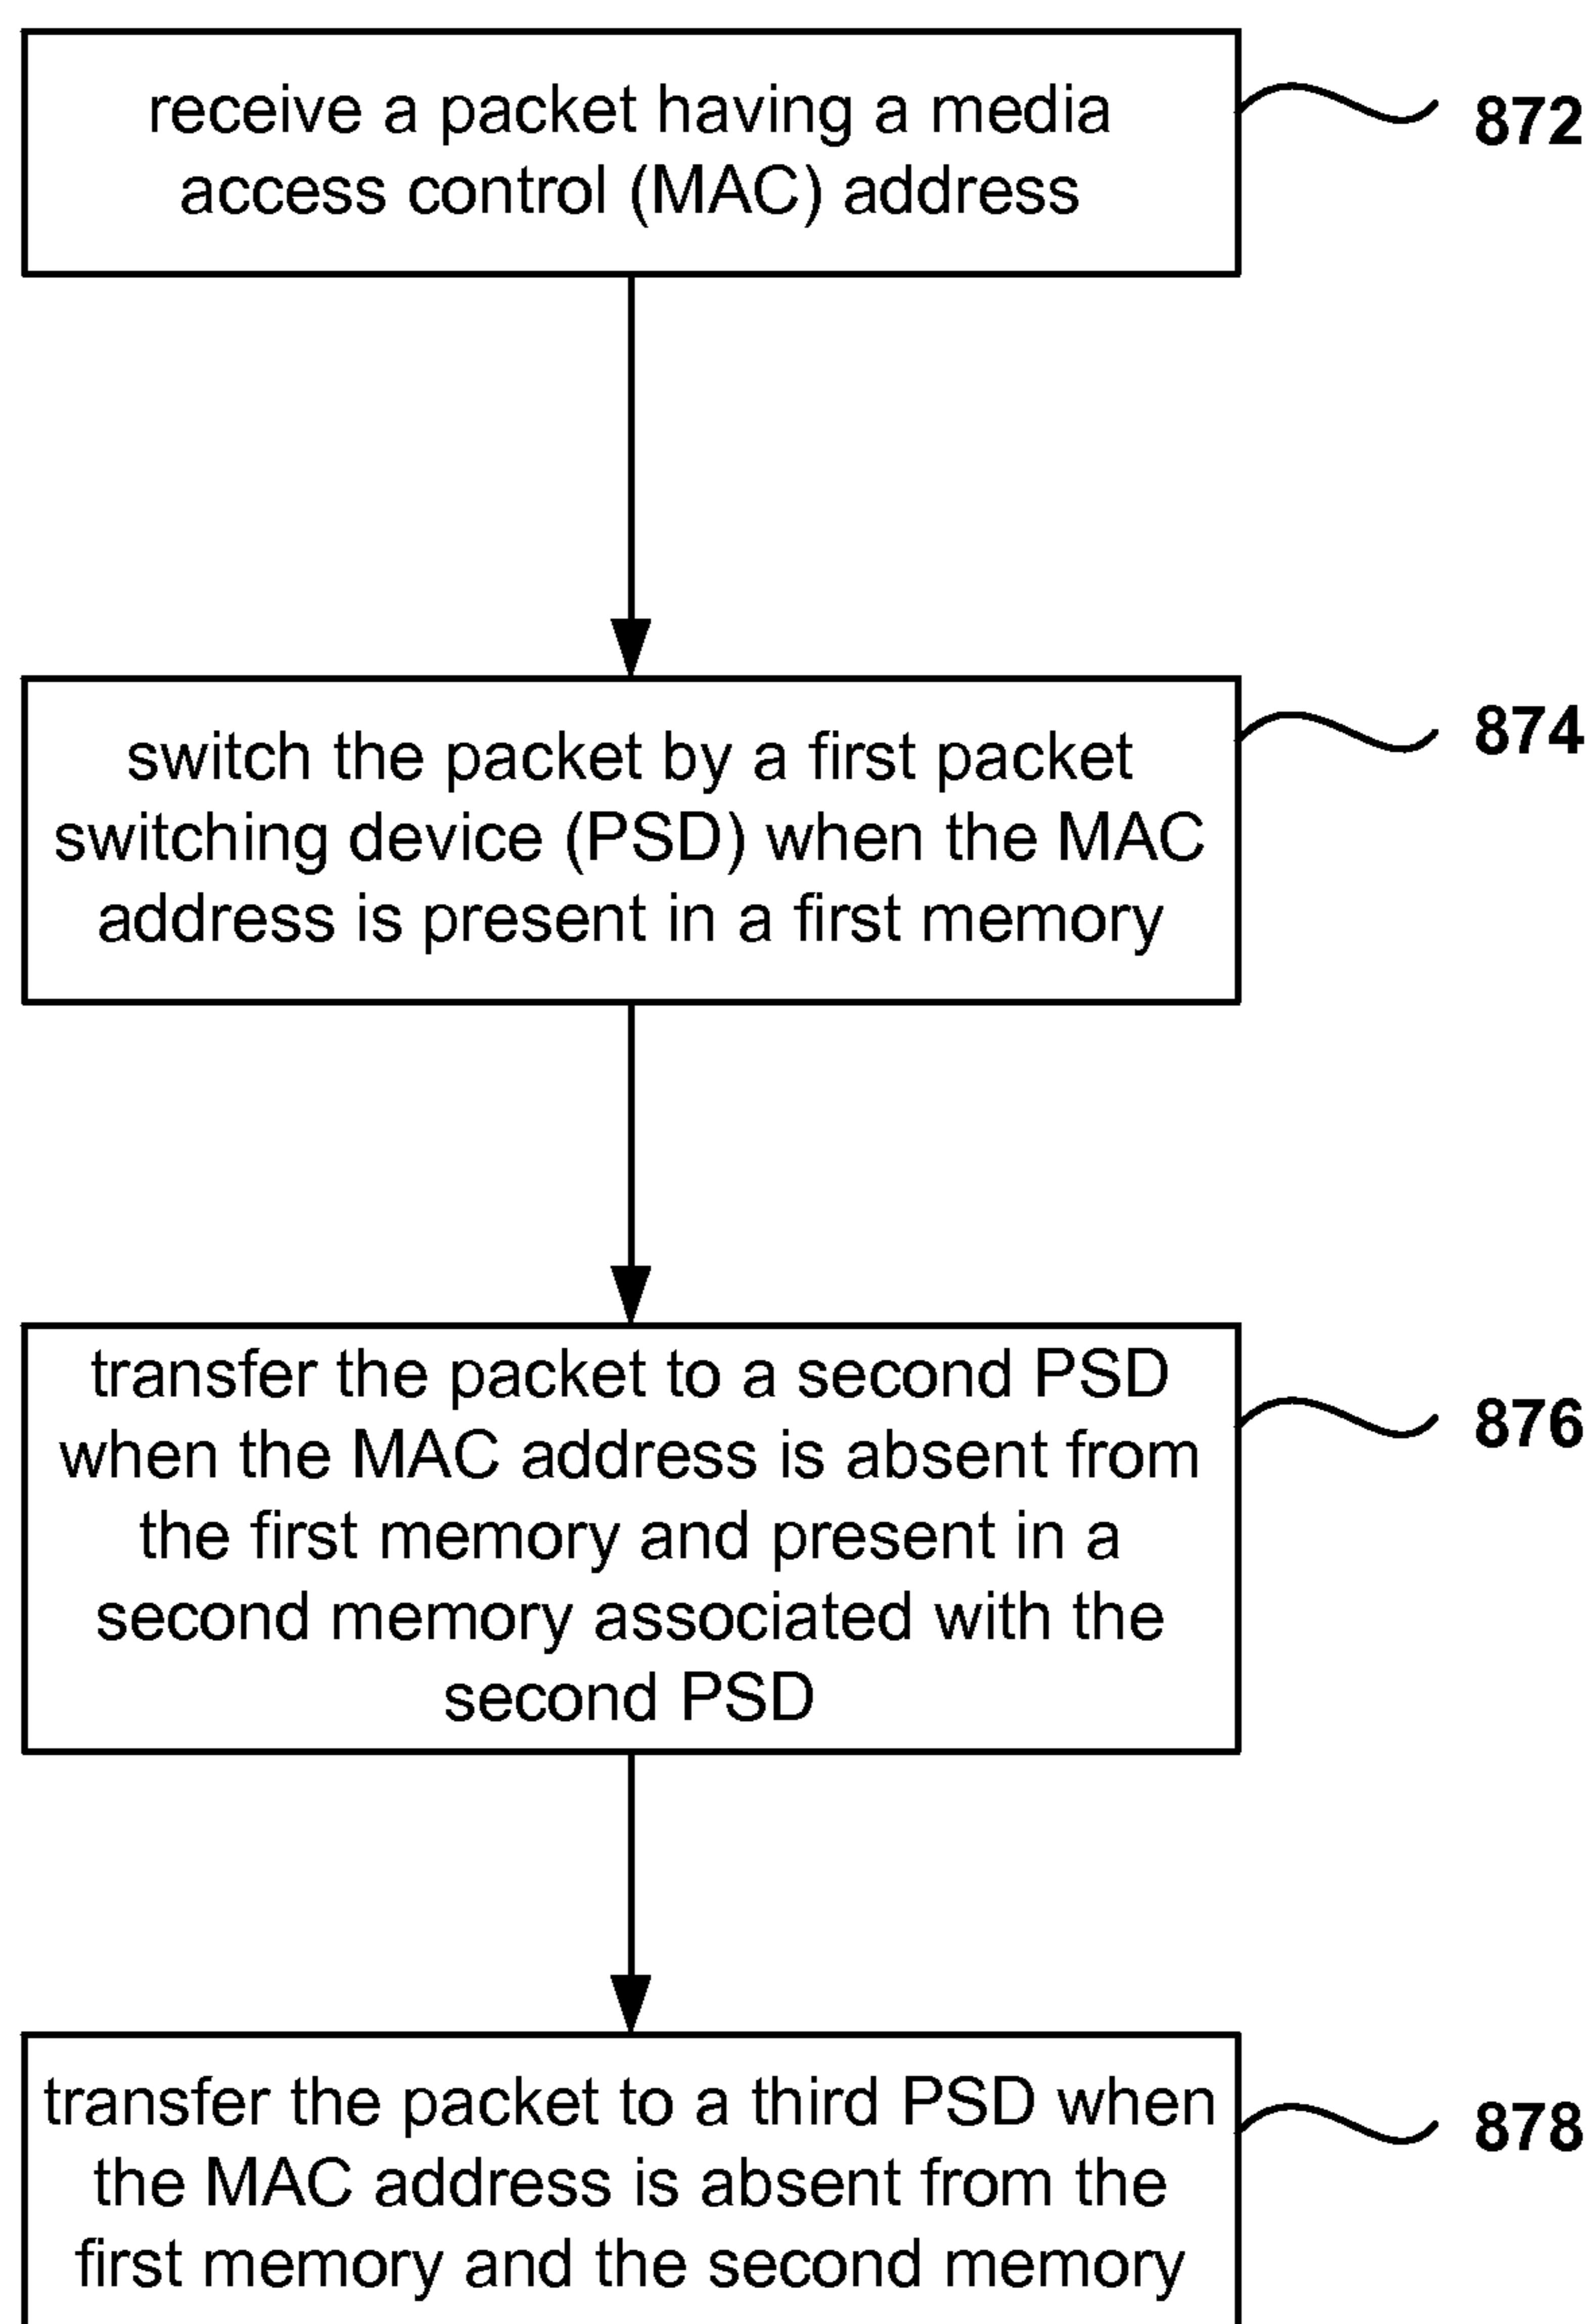 receive a packet having a media
access control (MAC) address
872
switch the packet by a first packet
switching device (PSD) when the MAC
address is present in a first memory
874
transfer the packet to a second PSD
when the MAC address is absent from
the first memory and present in a
second memory associated with the
second PSD
876
transfer the packet to a third PSD when
the MAC address is absent from the
first memory and the second memory
878